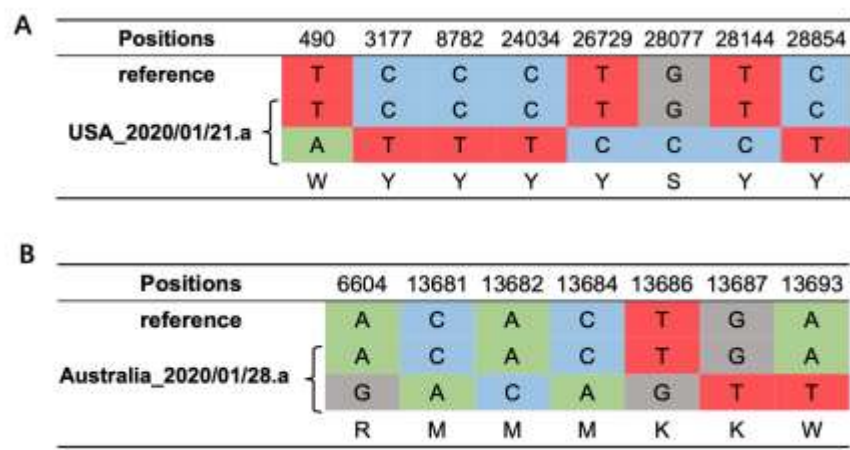 A
Positions 490 3177 8782 24034 26729 28077 28144 28854
reference T C C C T G T C
T C C C T G T C
USA_2020/01/21.a
A T T T C C C T
W Y Y Y Y S Y Y
B
Positions 6604 13681 13682 13684 13686 13687 13693
reference A C A C T G A
A C A C T G A
Australia_2020/01/28.a
G A C A G T T
R M M M K K W